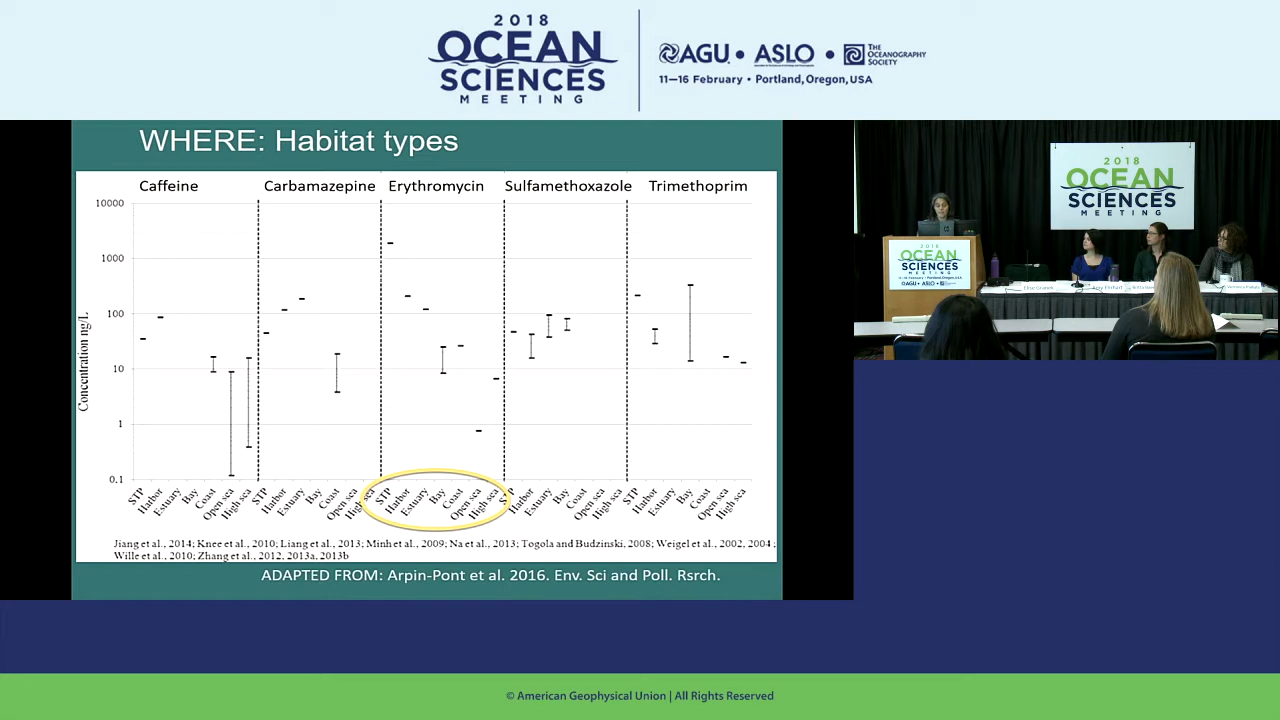 2018
OCEAN
SCIENCES
MEETING
AGU • ASLO • THE OCEANOGRAPHY SOCIETY
11–16 February • Portland, Oregon, USA
WHERE: Habitat types
Caffeine Carbamazepine Erythromycin Sulfamethoxazole Trimethoprim
10000
1000
100
10
1
0.1
Concentration ng/L
STP Harbor Estuary Bay Coast Open sea High sea
STP Harbor Estuary Bay Coast Open sea High sea
STP Harbor Estuary Bay Coast Open sea High sea
STP Harbor Estuary Bay Coast Open sea High sea
STP Harbor Estuary Bay Coast Open sea High sea
Jiang et al., 2014; Knee et al., 2010; Liang et al., 2013; Minh et al., 2009; Na et al., 2013; Togola and Budzinski, 2008; Weigel et al., 2002, 2004;
Wille et al., 2010; Zhang et al., 2012, 2013a, 2013b
ADAPTED FROM: Arpin-Pont et al. 2016. Env. Sci and Poll. Rsrch.
2018
OCEAN
SCIENCES
MEETING
2018
OCEAN
SCIENCES
MEETING
AGU • ASLO •
© American Geophysical Union | All Rights Reserved